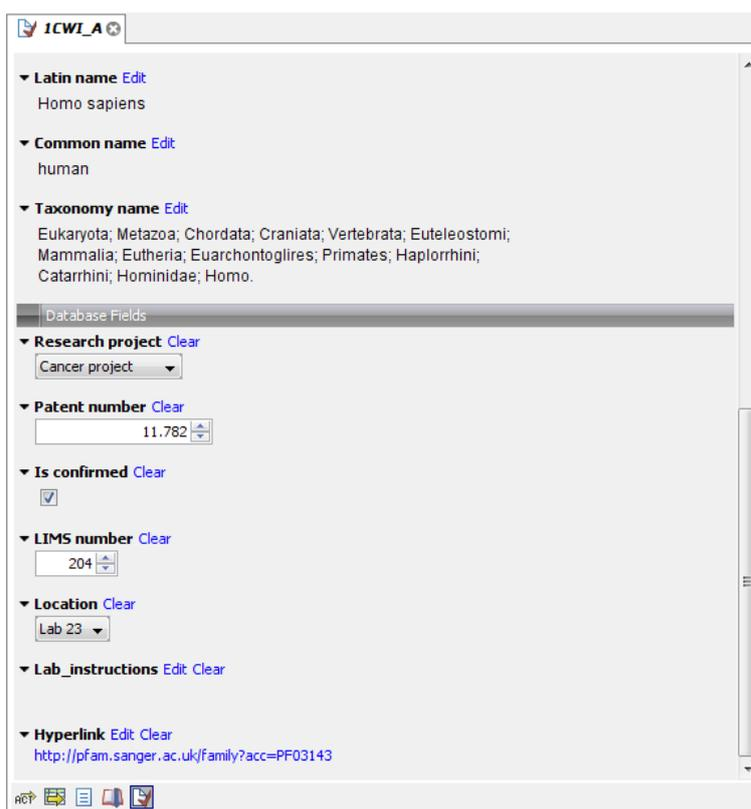 1CWI_A
Latin name Edit
Homo sapiens
Common name Edit
human
Taxonomy name Edit
Eukaryota; Metazoa; Chordata; Craniata; Vertebrata; Euteleostomi;
Mammalia; Eutheria; Euarchontoglires; Primates; Haplorrhini;
Catarrhini; Hominidae; Homo.
Database Fields
Research project Clear
Cancer project
Patent number Clear
11.782
Is confirmed Clear
LIMS number Clear
204
Location Clear
Lab 23
Lab_instructions Edit Clear
Hyperlink Edit Clear
http://pfam.sanger.ac.uk/family?acc=PF03143
ACT